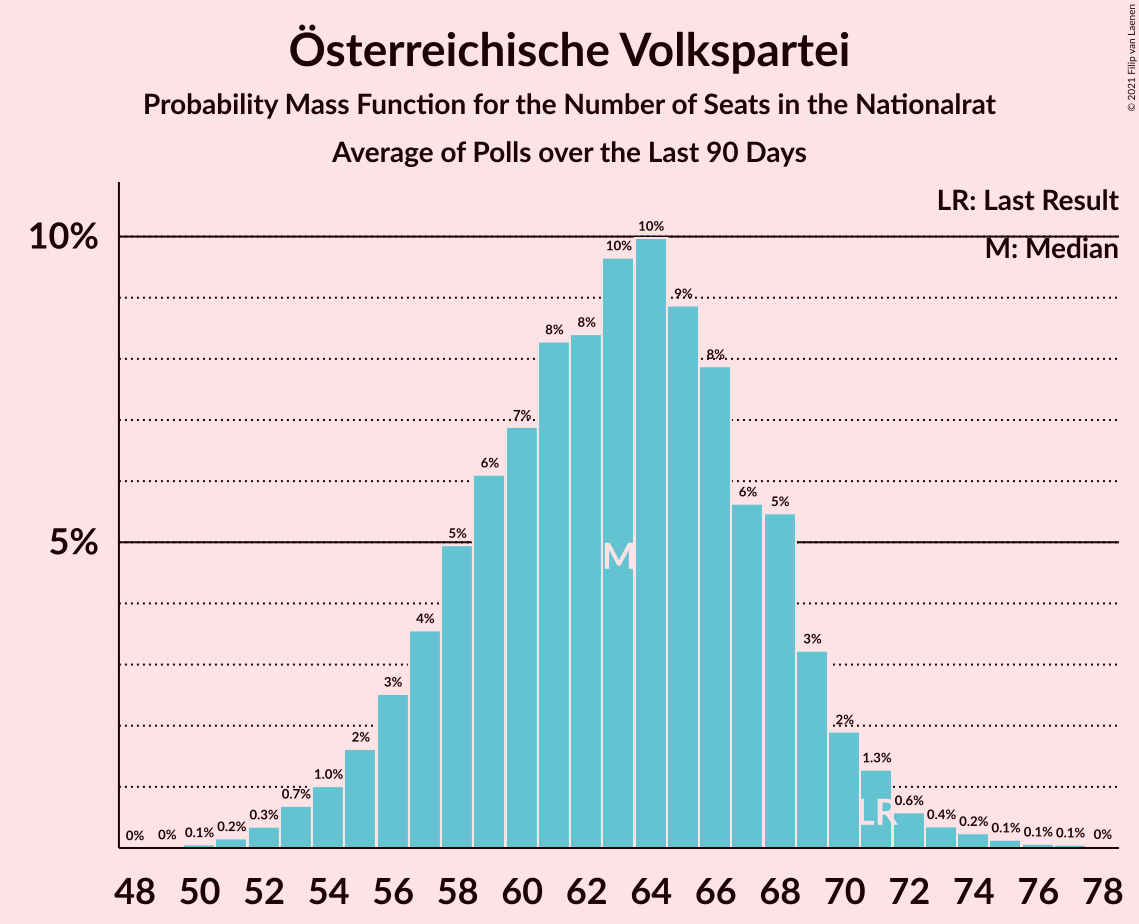 Österreichische Volkspartei
Probability Mass Function for the Number of Seats in the Nationalrat
Average of Polls over the Last 90 Days
© 2021 Filip van Laenen
LR: Last Result
M: Median
10%
5%
0% 0% 0.1% 0.2% 0.3% 0.7% 1.0% 2% 3% 4% 5% 6% 7% 8% 8% 10% 10% 9% 8% 6% 5% 3% 2% 1.3% 0.6% 0.4% 0.2% 0.1% 0.1% 0.1% 0%
M
LR
48 50 52 54 56 58 60 62 64 66 68 70 72 74 76 78